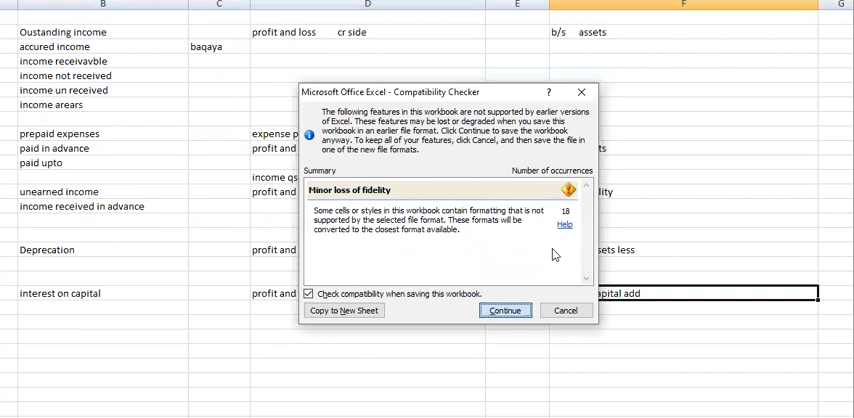 B C D E F G
Oustanding income profit and loss cr side b/s assets
accured income baqaya
income receivavble
income not received
income un received
income arears
prepaid expenses expense p
paid in advance profit and ts
paid upto
income qs
unearned income profit and lity
income received in advance
Deprecation profit and sets less
interest on capital profit and apital add
Microsoft Office Excel - Compatibility Checker ?
The following features in this workbook are not supported by earlier versions
of Excel. These features may be lost or degraded when you save this
workbook in an earlier file format. Click Continue to save the workbook
anyway. To keep all of your features, click Cancel, and then save the file in
one of the new file formats.
Summary Number of occurrences
Minor loss of fidelity
Some cells or styles in this workbook contain formatting that is not 18
supported by the selected file format. These formats will be Help
converted to the closest format available.
Check compatibility when saving this workbook.
Copy to New Sheet Continue Cancel